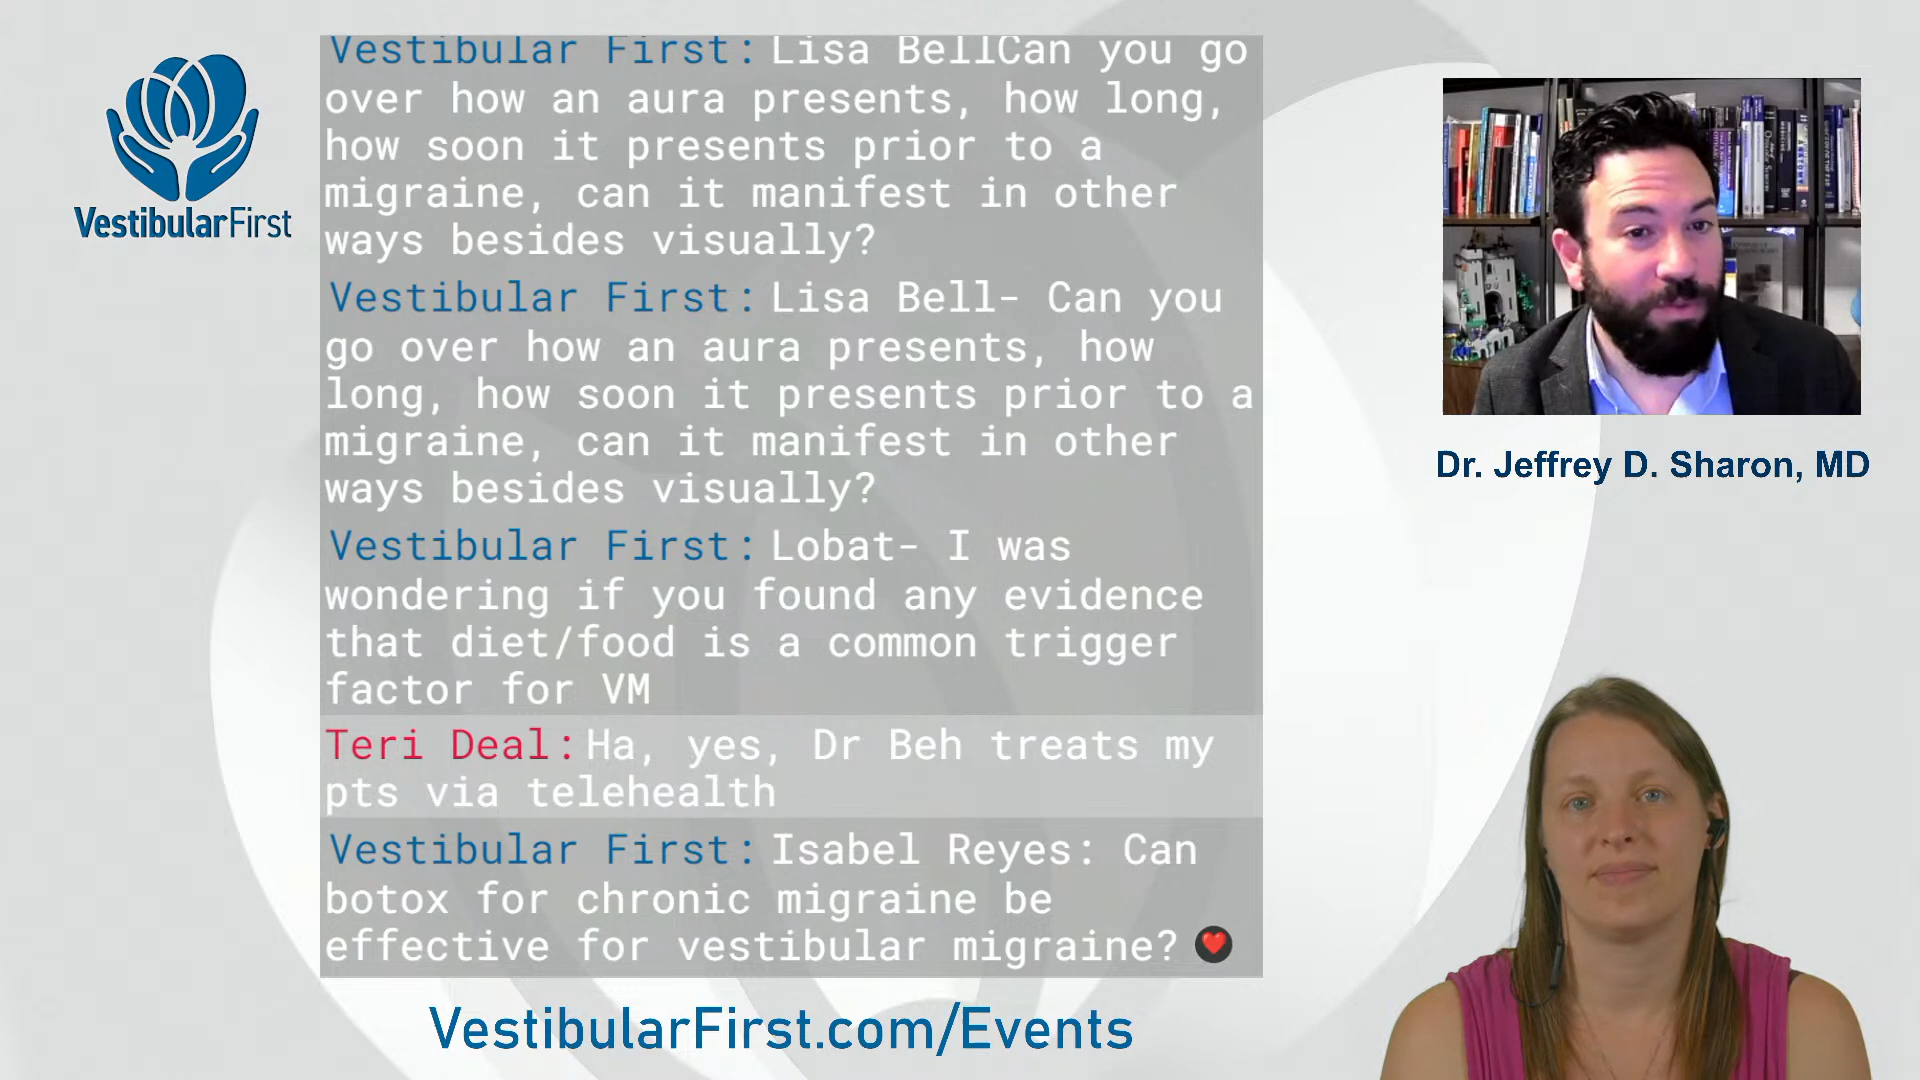 VestibularFirst
Vestibular First: Lisa BellCan you go
over how an aura presents, how long,
how soon it presents prior to a
migraine, can it manifest in other
ways besides visually?
Vestibular First: Lisa Bell- Can you
go over how an aura presents, how
long, how soon it presents prior to a
migraine, can it manifest in other
ways besides visually?
Vestibular First: Lobat- I was
wondering if you found any evidence
that diet/food is a common trigger
factor for VM
Teri Deal: Ha, yes, Dr Beh treats my
pts via telehealth
Vestibular First: Isabel Reyes: Can
botox for chronic migraine be
effective for vestibular migraine?
VestibularFirst.com/Events
Dr. Jeffrey D. Sharon, MD